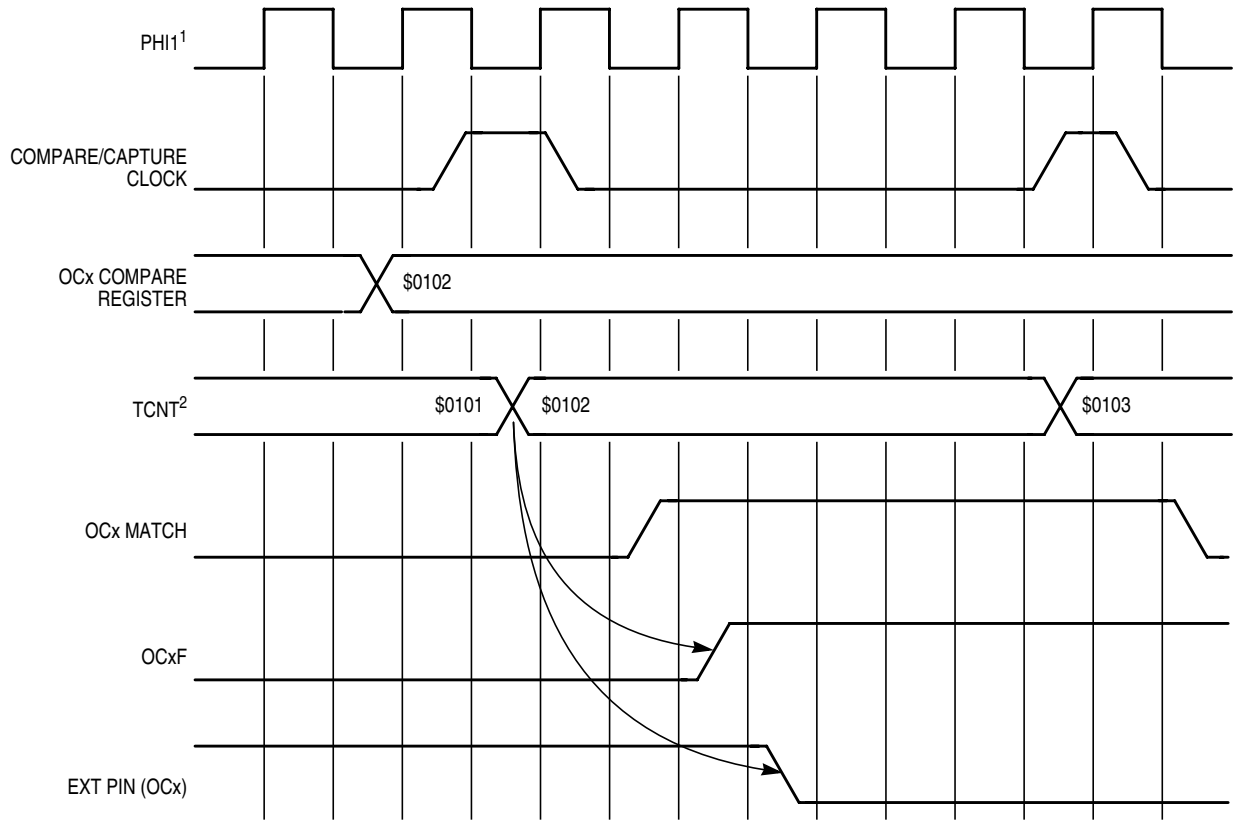 PHI1¹
COMPARE/CAPTURE
CLOCK
OCx COMPARE
REGISTER
$0102
TCNT²
$0101
$0102
$0103
OCx MATCH
OCxF
EXT PIN (OCx)